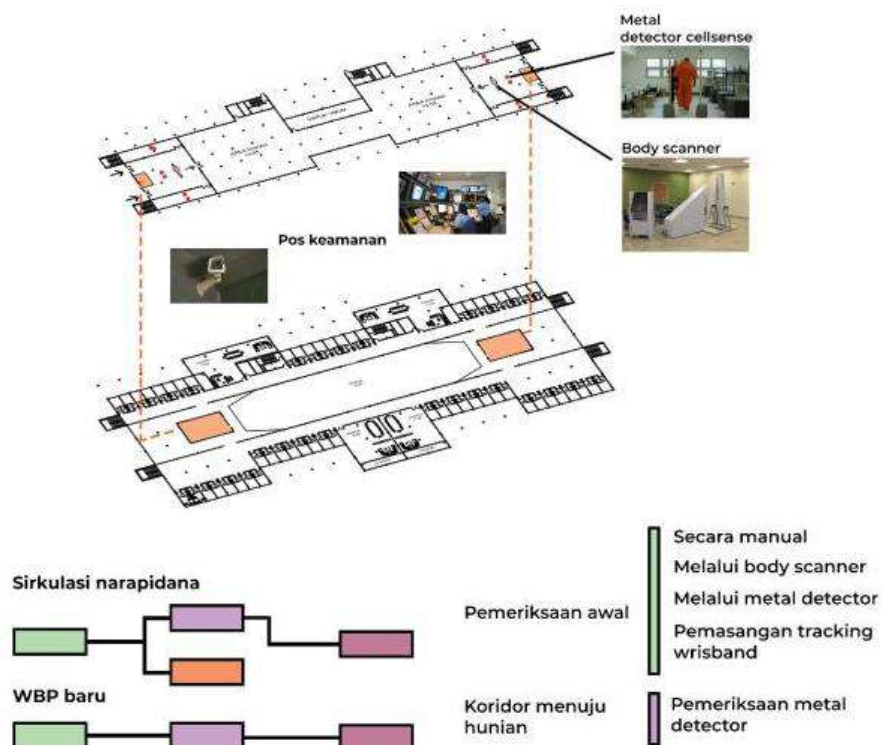 Metal
detector cellsense
Body scanner
Pos keamanan
Sirkulasi narapidana
WBP baru
Pemeriksaan awal
Koridor menuju
hunian
Secara manual
Melalui body scanner
Melalui metal detector
Pemasangan tracking
wrisband
Pemeriksaan metal
detector